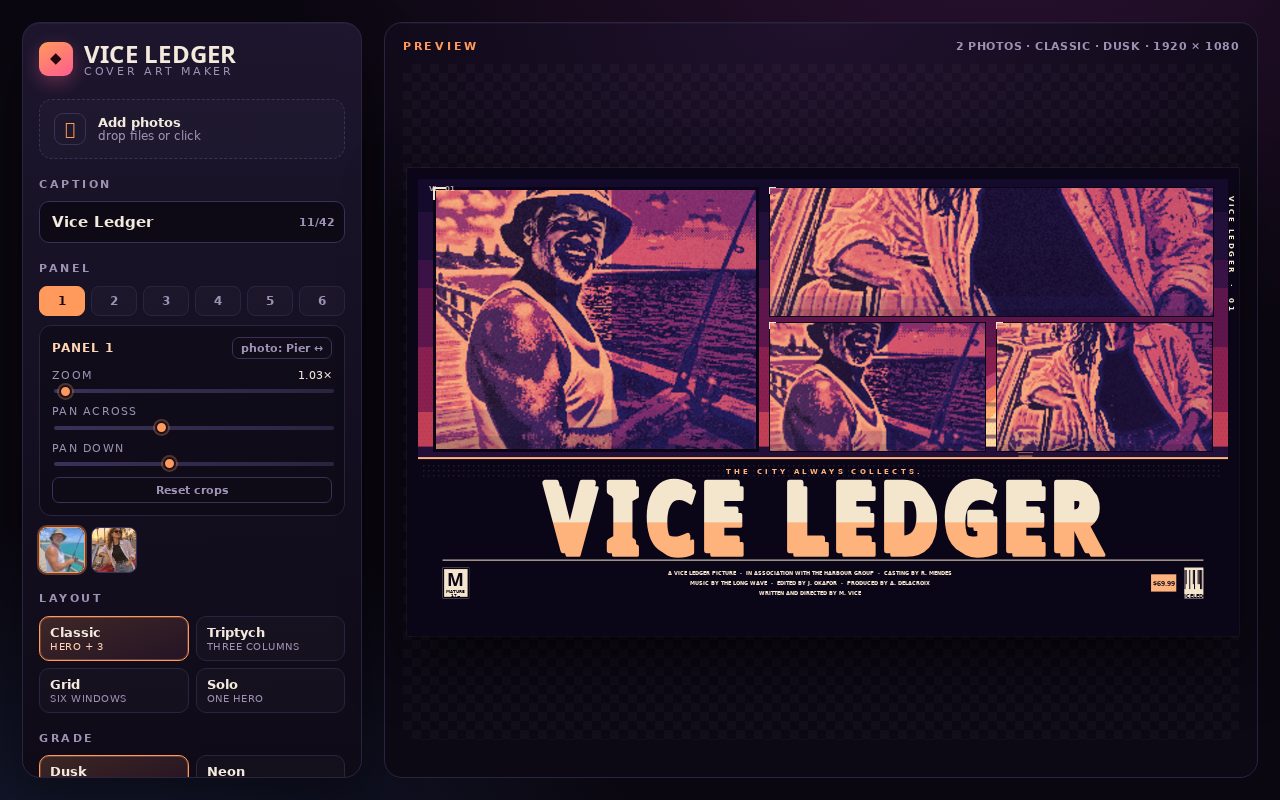 VICE LEDGER
COVER ART MAKER
Add photos
drop files or click
CAPTION
Vice Ledger
11/42
PANEL
1 2 3 4 5 6
PANEL 1
photo: Pier ↔
ZOOM
1.03×
PAN ACROSS
PAN DOWN
Reset crops
LAYOUT
Classic
HERO + 3
Triptych
THREE COLUMNS
Grid
SIX WINDOWS
Solo
ONE HERO
GRADE
Dusk
Neon
PREVIEW
2 PHOTOS · CLASSIC · DUSK · 1920 × 1080
VICE LEDGER · 01
THE CITY ALWAYS COLLECTS.
VICE LEDGER
M
MATURE
17+
A VICE LEDGER PICTURE · IN ASSOCIATION WITH THE HARBOUR GROUP · CASTING BY R. MENDES
MUSIC BY THE LONG WAVE · EDITED BY J. OKAFOR · PRODUCED BY A. DELACROIX
WRITTEN AND DIRECTED BY M. VICE
$69.99